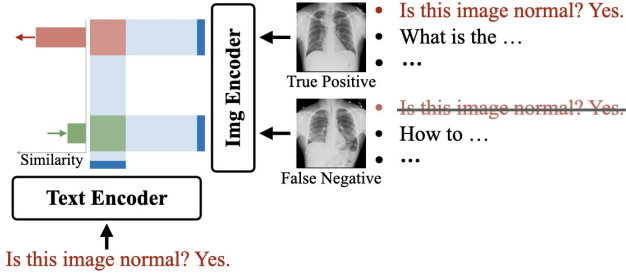 Is this image normal? Yes.
What is the ...
...
True Positive
Img Encoder
Is this image normal? Yes.
How to ...
...
Similarity
False Negative
Text Encoder
Is this image normal? Yes.